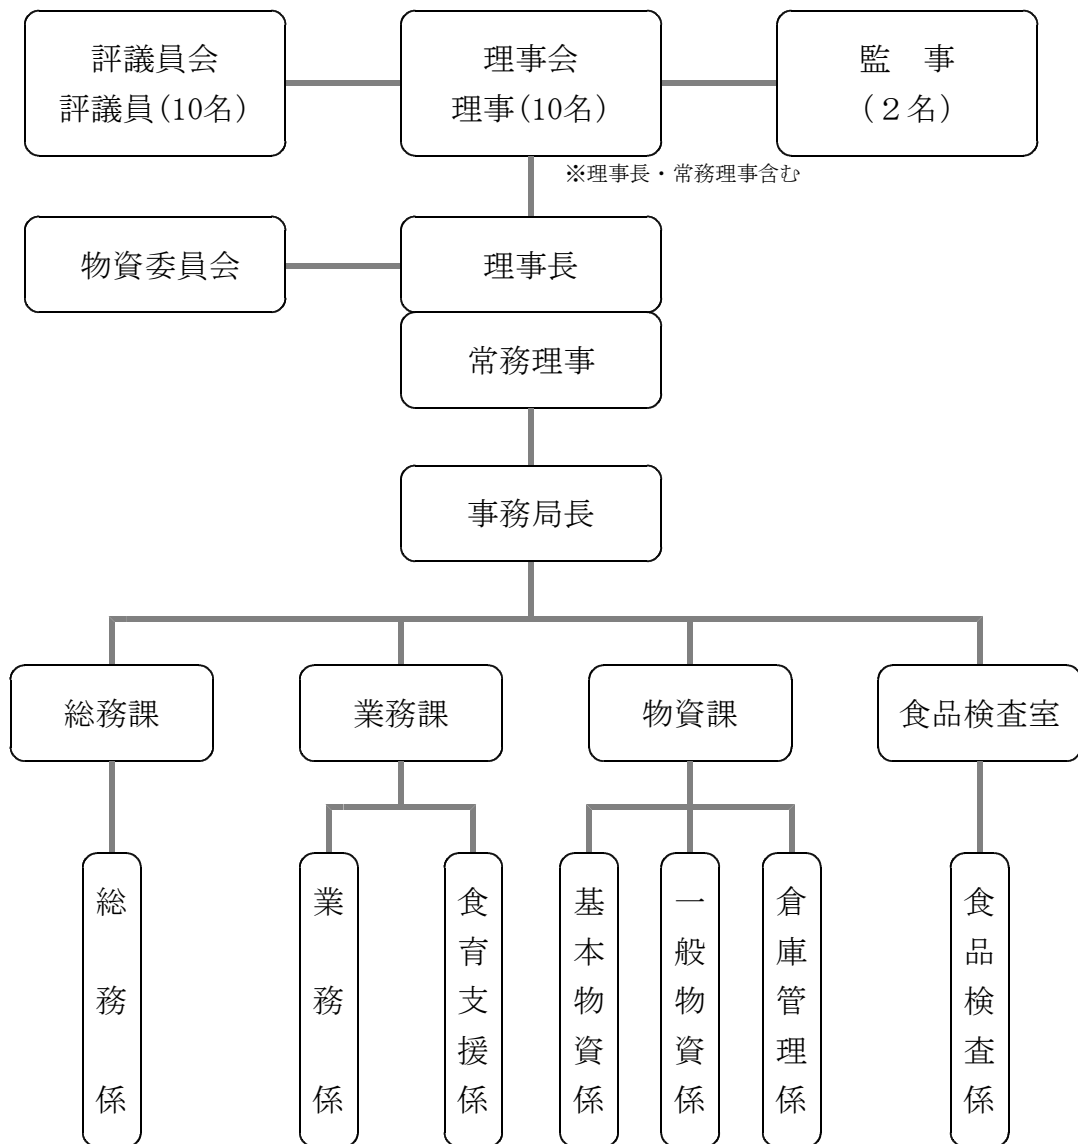 評議員会
評議員(10名)
理事会
理事(10名)
監　事
(２名)
※理事長・常務理事含む
物資委員会
理事長
常務理事
事務局長
総務課
業務課
物資課
食品検査室
総務係
業務係
食育支援係
基本物資係
一般物資係
倉庫管理係
食品検査係